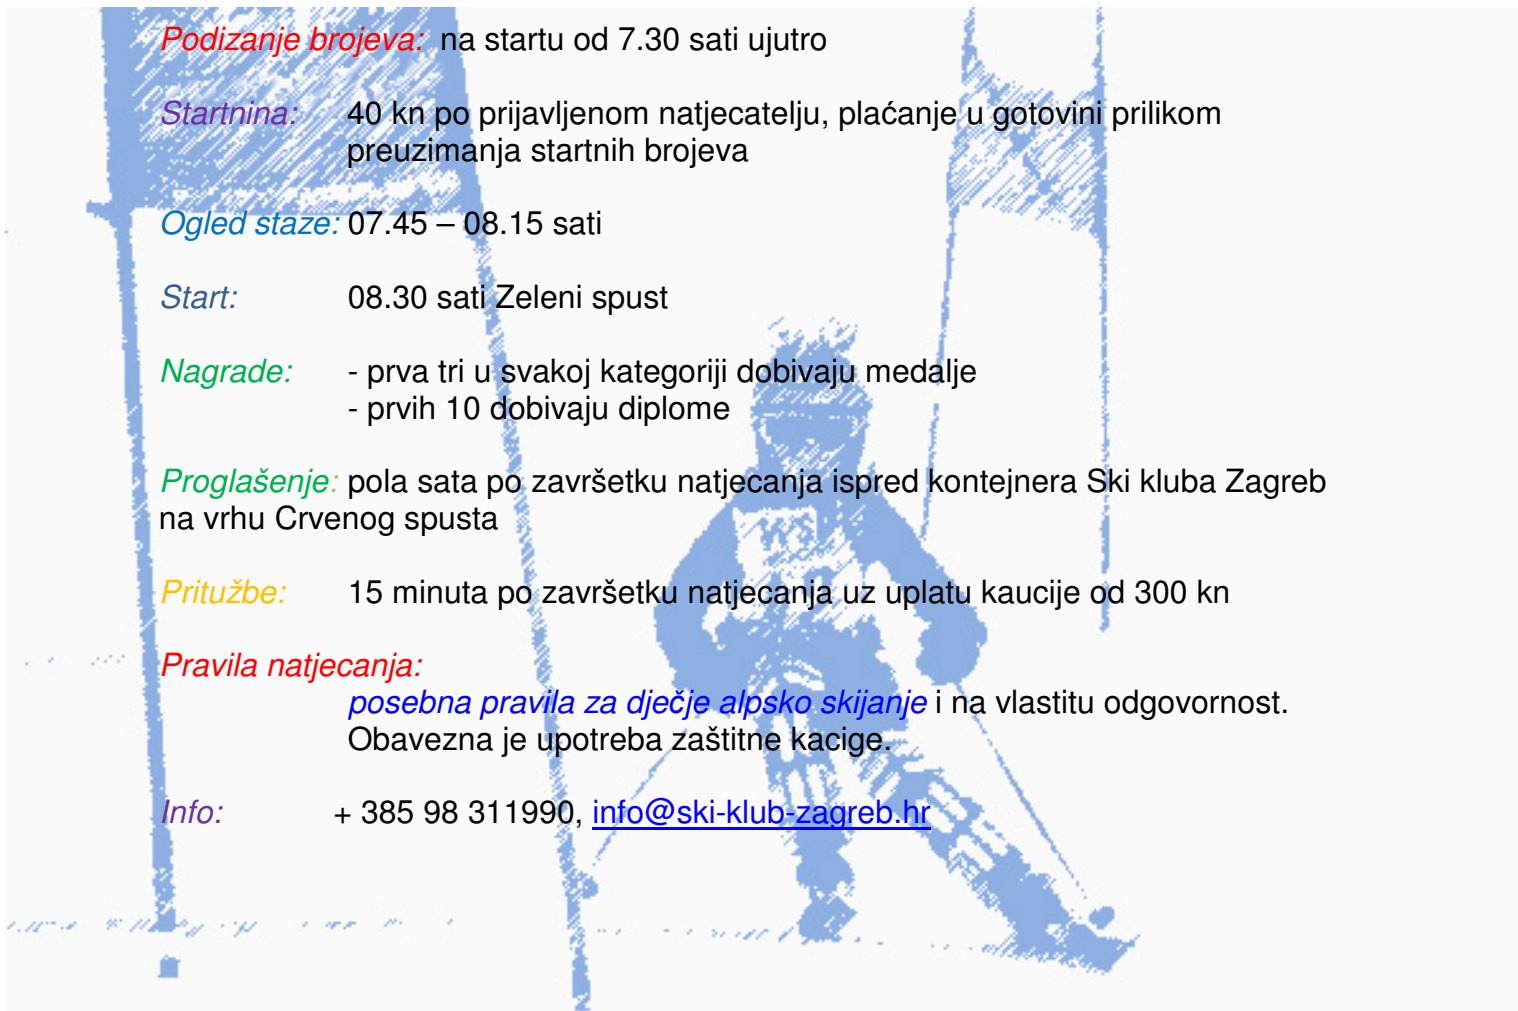 Podizanje brojeva: na startu od 7.30 sati ujutro
Startnina: 40 kn po prijavljenom natjecatelju, plaćanje u gotovini prilikom
preuzimanja startnih brojeva
Ogled staze: 07.45 – 08.15 sati
Start: 08.30 sati Zeleni spust
Nagrade: - prva tri u svakoj kategoriji dobivaju medalje
- prvih 10 dobivaju diplome
Proglašenje: pola sata po završetku natjecanja ispred kontejnera Ski kluba Zagreb
na vrhu Crvenog spusta
Pritužbe: 15 minuta po završetku natjecanja uz uplatu kaucije od 300 kn
Pravila natjecanja:
posebna pravila za dječje alpsko skijanje i na vlastitu odgovornost.
Obavezna je upotreba zaštitne kacige.
Info: + 385 98 311990, info@ski-klub-zagreb.hr